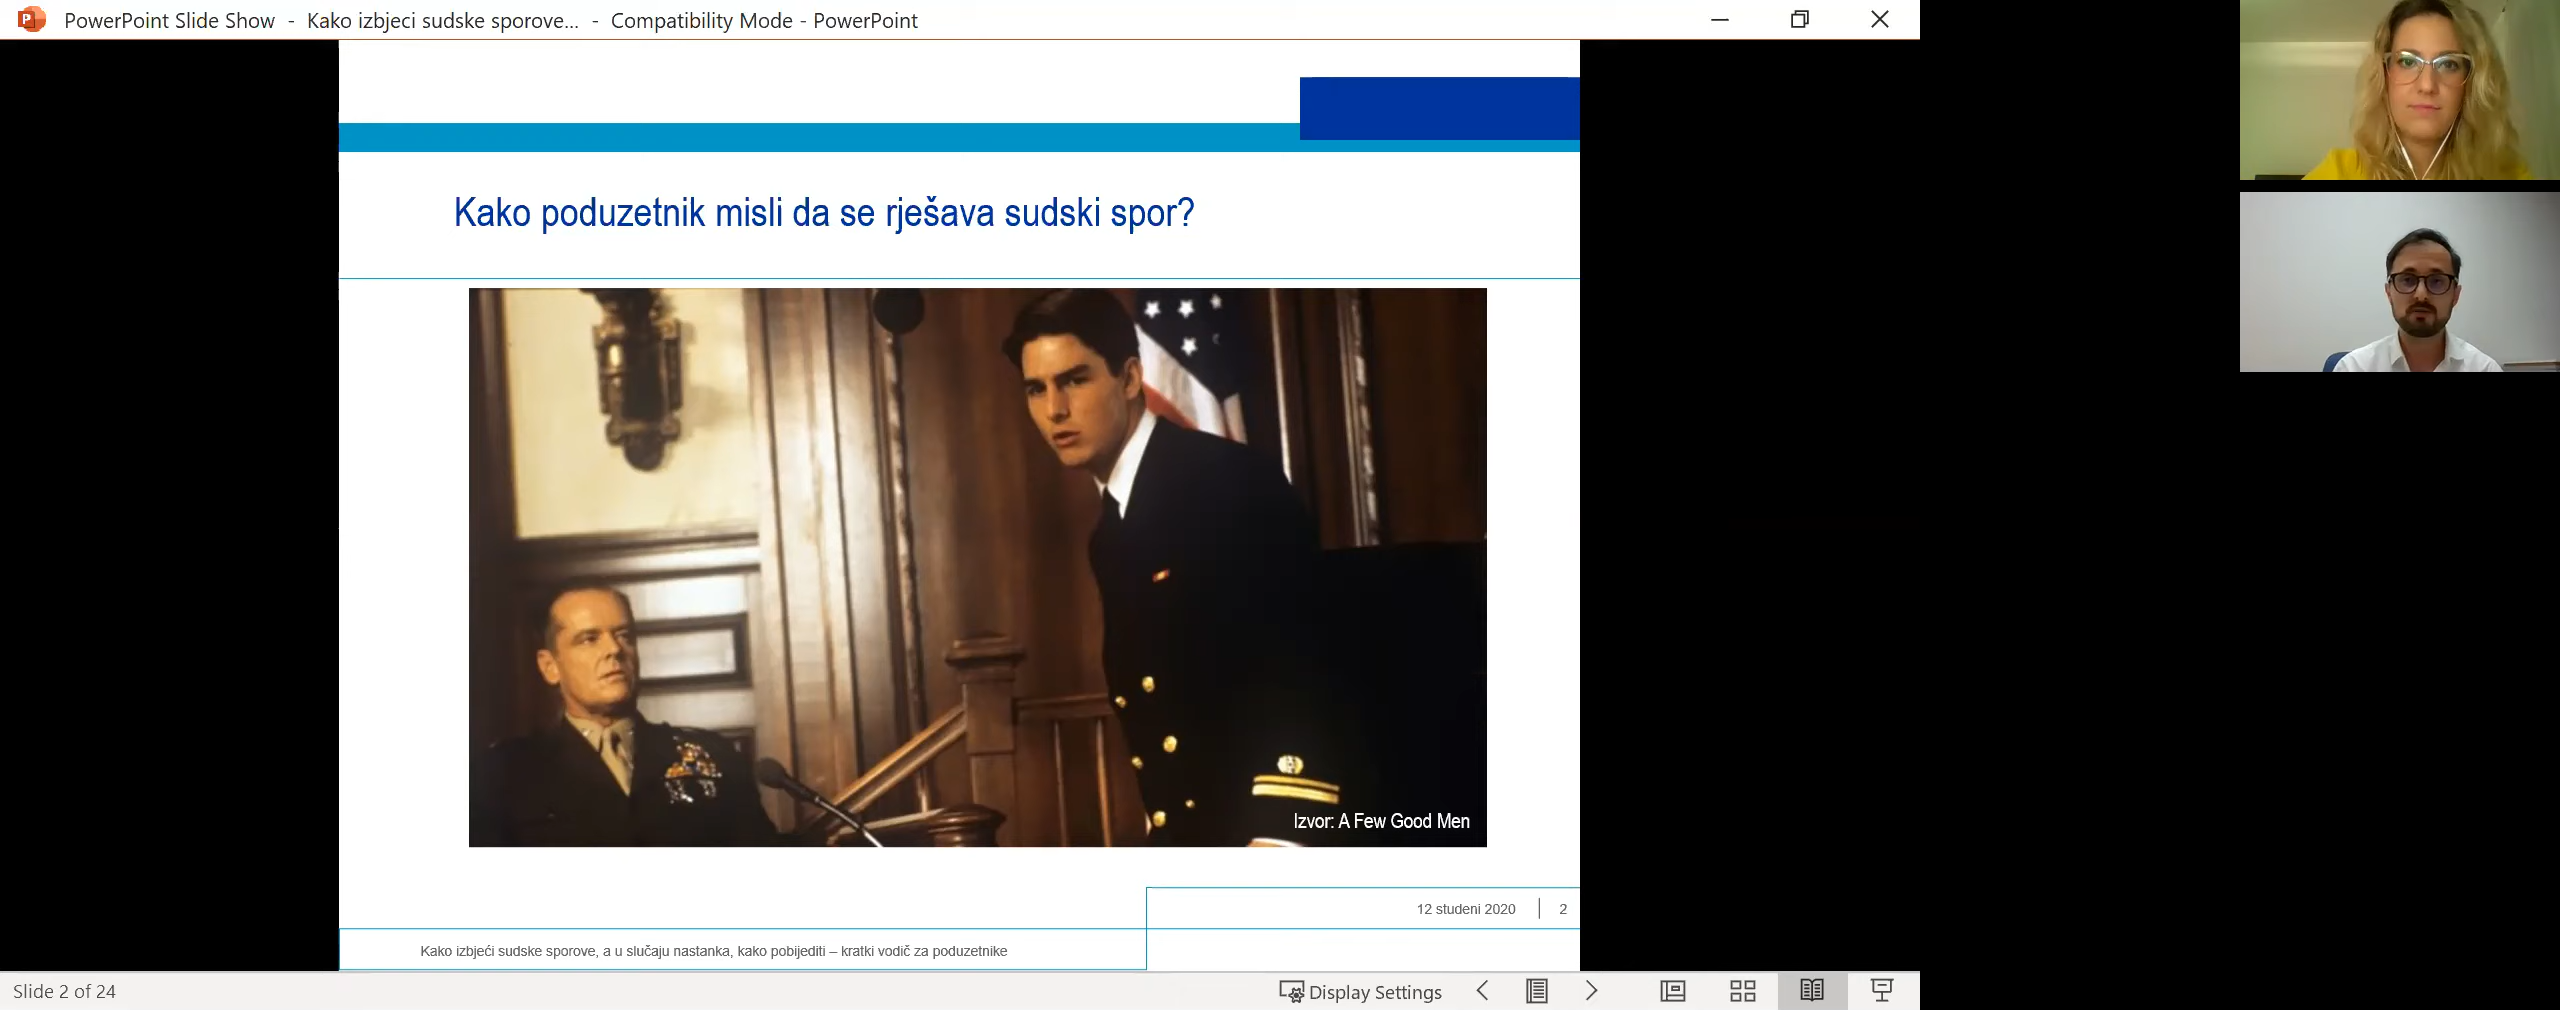 PowerPoint Slide Show - Kako izbjeci sudske sporove... - Compatibility Mode - PowerPoint
Kako poduzetnik misli da se rješava sudski spor?
Izvor: A Few Good Men
12 studeni 2020 | 2
Kako izbjeći sudske sporove, a u slučaju nastanka, kako pobijediti – kratki vodič za poduzetnike
Slide 2 of 24
Display Settings